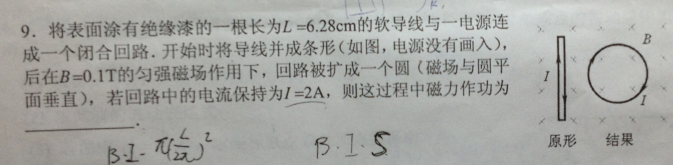 9. 将表面涂有绝缘漆的一根长为L=6.28cm的软导线与一电源连
成一个闭合回路. 开始时将导线并成条形(如图,电源没有画入),
后在B=0.1T的匀强磁场作用下,回路被扩成一个圆(磁场与圆平
面垂直),若回路中的电流保持为I=2A,则这过程中磁力作功为
________.
I
B
I
原形 结果
B·I· π(L/2π)²
B·I·S